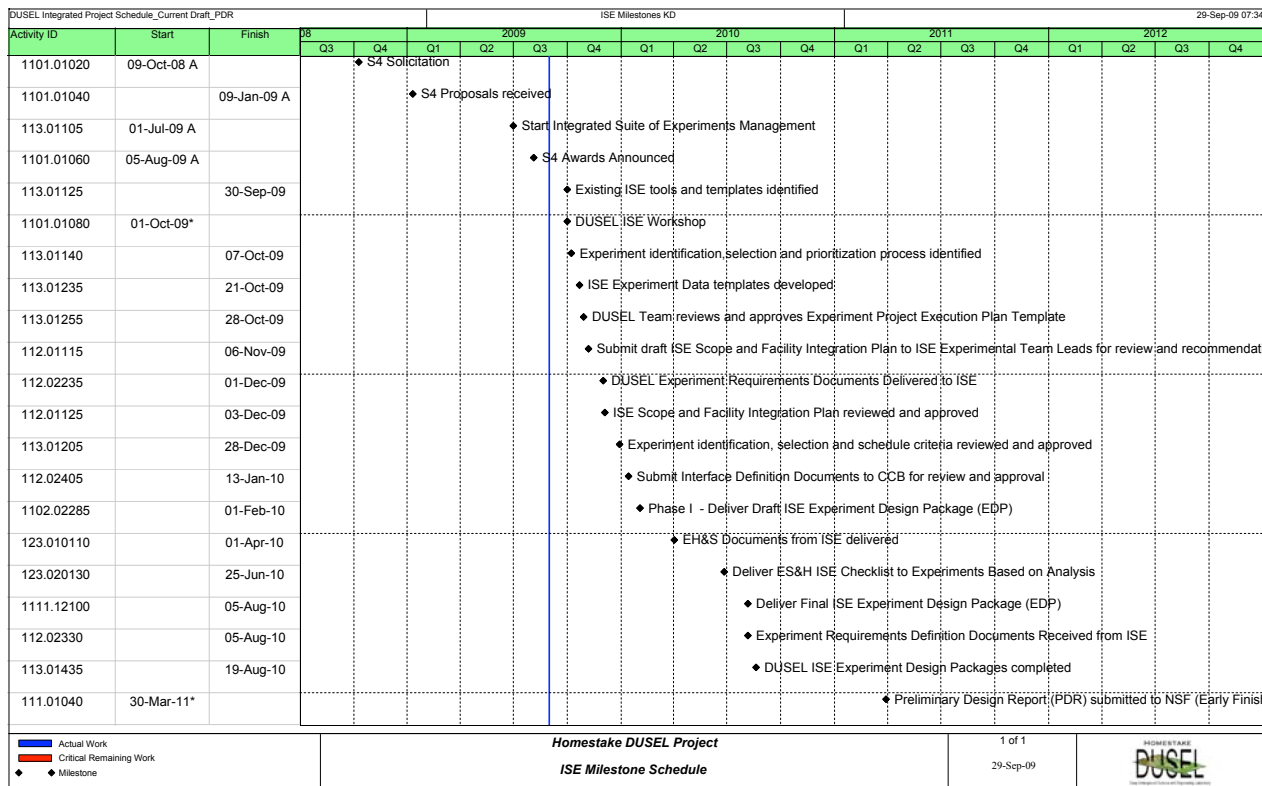 DUSEL Integrated Project Schedule_Current Draft_PDR ISE Milestones KD 29-Sep-09 07:34
Activity ID Start Finish 08 2009 2010 2011 2012
Q3 Q4 Q1 Q2 Q3 Q4 Q1 Q2 Q3 Q4 Q1 Q2 Q3 Q4 Q1 Q2 Q3 Q4
1101.01020 09-Oct-08 A S4 Solicitation
1101.01040 09-Jan-09 A S4 Proposals received
113.01105 01-Jul-09 A Start Integrated Suite of Experiments Management
1101.01060 05-Aug-09 A S4 Awards Announced
113.01125 30-Sep-09 Existing ISE tools and templates identified
1101.01080 01-Oct-09* DUSEL ISE Workshop
113.01140 07-Oct-09 Experiment identification,selection and prioritization process identified
113.01235 21-Oct-09 ISE Experiment Data templates developed
113.01255 28-Oct-09 DUSEL Team reviews and approves Experiment Project Execution Plan Template
112.01115 06-Nov-09 Submit draft ISE Scope and Facility Integration Plan to ISE Experimental Team Leads for review and recommendat
112.02235 01-Dec-09 DUSEL Experiment Requirements Documents Delivered to ISE
112.01125 03-Dec-09 ISE Scope and Facility Integration Plan reviewed and approved
113.01205 28-Dec-09 Experiment identification, selection and schedule criteria reviewed and approved
112.02405 13-Jan-10 Submit Interface Definition Documents to CCB for review and approval
1102.02285 01-Feb-10 Phase I - Deliver Draft ISE Experiment Design Package (EDP)
123.010110 01-Apr-10 EH&S Documents from ISE delivered
123.020130 25-Jun-10 Deliver ES&H ISE Checklist to Experiments Based on Analysis
1111.12100 05-Aug-10 Deliver Final ISE Experiment Design Package (EDP)
112.02330 05-Aug-10 Experiment Requirements Definition Documents Received from ISE
113.01435 19-Aug-10 DUSEL ISE Experiment Design Packages completed
111.01040 30-Mar-11* Preliminary Design Report (PDR) submitted to NSF (Early Finish
Actual Work
Critical Remaining Work
Milestone
Homestake DUSEL Project
ISE Milestone Schedule
1 of 1
29-Sep-09
HOMESTAKE
DUSEL